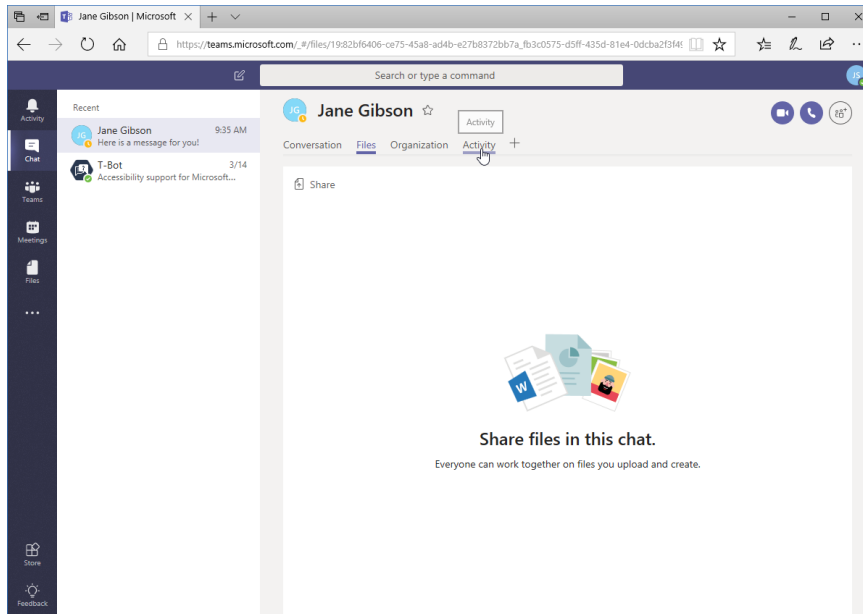 Jane Gibson | Microsoft
https://teams.microsoft.com/_#/files/19:82bf6406-ce75-45a8-ad4b-e27b8372bb7a_fb3c0575-d5ff-435d-81e4-0dcba2f3f49
Search or type a command
JS
Activity
Chat
Teams
Meetings
Files
Store
Feedback
Recent
JG
Jane Gibson
9:35 AM
Here is a message for you!
T-Bot
3/14
Accessibility support for Microsoft...
JG
Jane Gibson
Activity
Conversation
Files
Organization
Activity
Share
W
Share files in this chat.
Everyone can work together on files you upload and create.